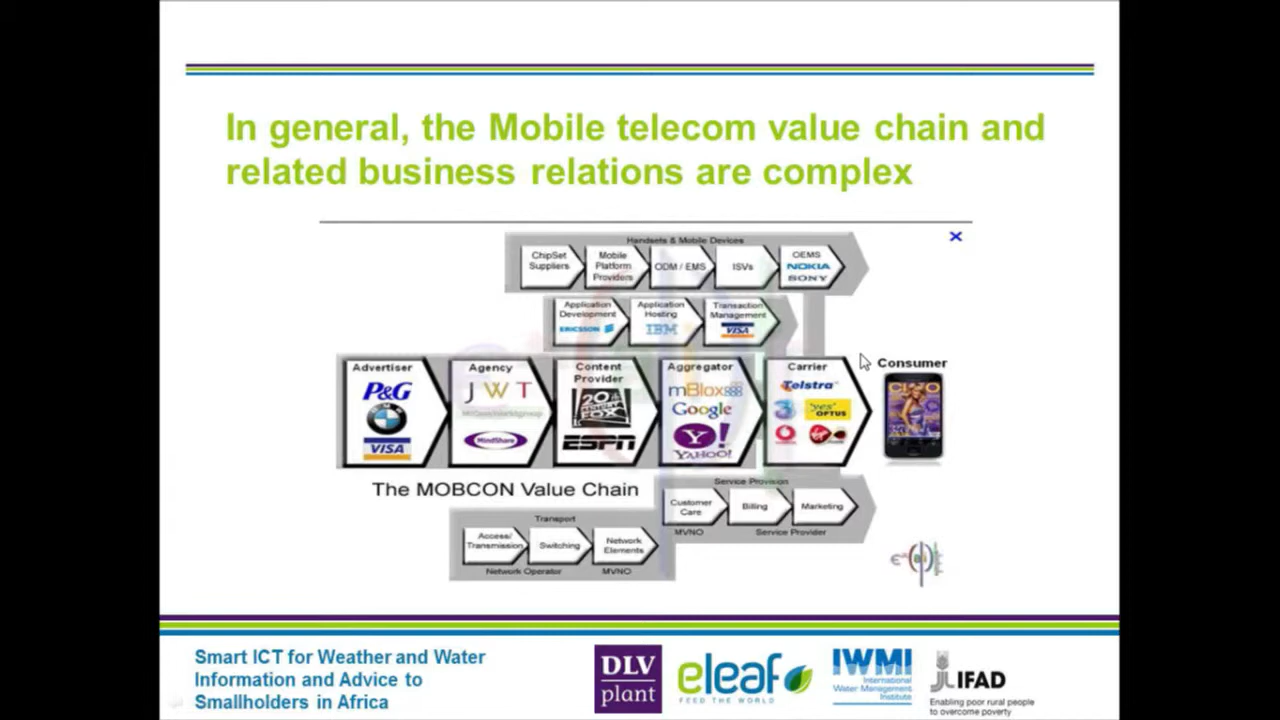 In general, the Mobile telecom value chain and
related business relations are complex
Handsets & Mobile Devices
ChipSet
Suppliers
Mobile
Platform
Providers
ODM / EMS
ISVs
OEMS
NOKIA
SONY
Application
Development
ERICSSON
Application
Hosting
IBM
Transaction
Management
VISA
Advertiser
P&G
BMW
VISA
Agency
JWT
MindShare
Content
Provider
20th
CENTURY
FOX
ESPN
Aggregator
mBlox
Google
Y!
YAHOO!
Carrier
Telstra
3
'yes'
OPTUS
Virgin
Consumer
CLEO
The MOBCON Value Chain
Service Provision
Customer
Care
Billing
Marketing
MVNO
Service Provider
Transport
Access/
Transmission
Switching
Network
Elements
Network Operator
MVNO
Smart ICT for Weather and Water
Information and Advice to
Smallholders in Africa
DLV
plant
eleaf
FEED THE WORLD
IWMI
International
Water Management
Institute
IFAD
Enabling poor rural people
to overcome poverty